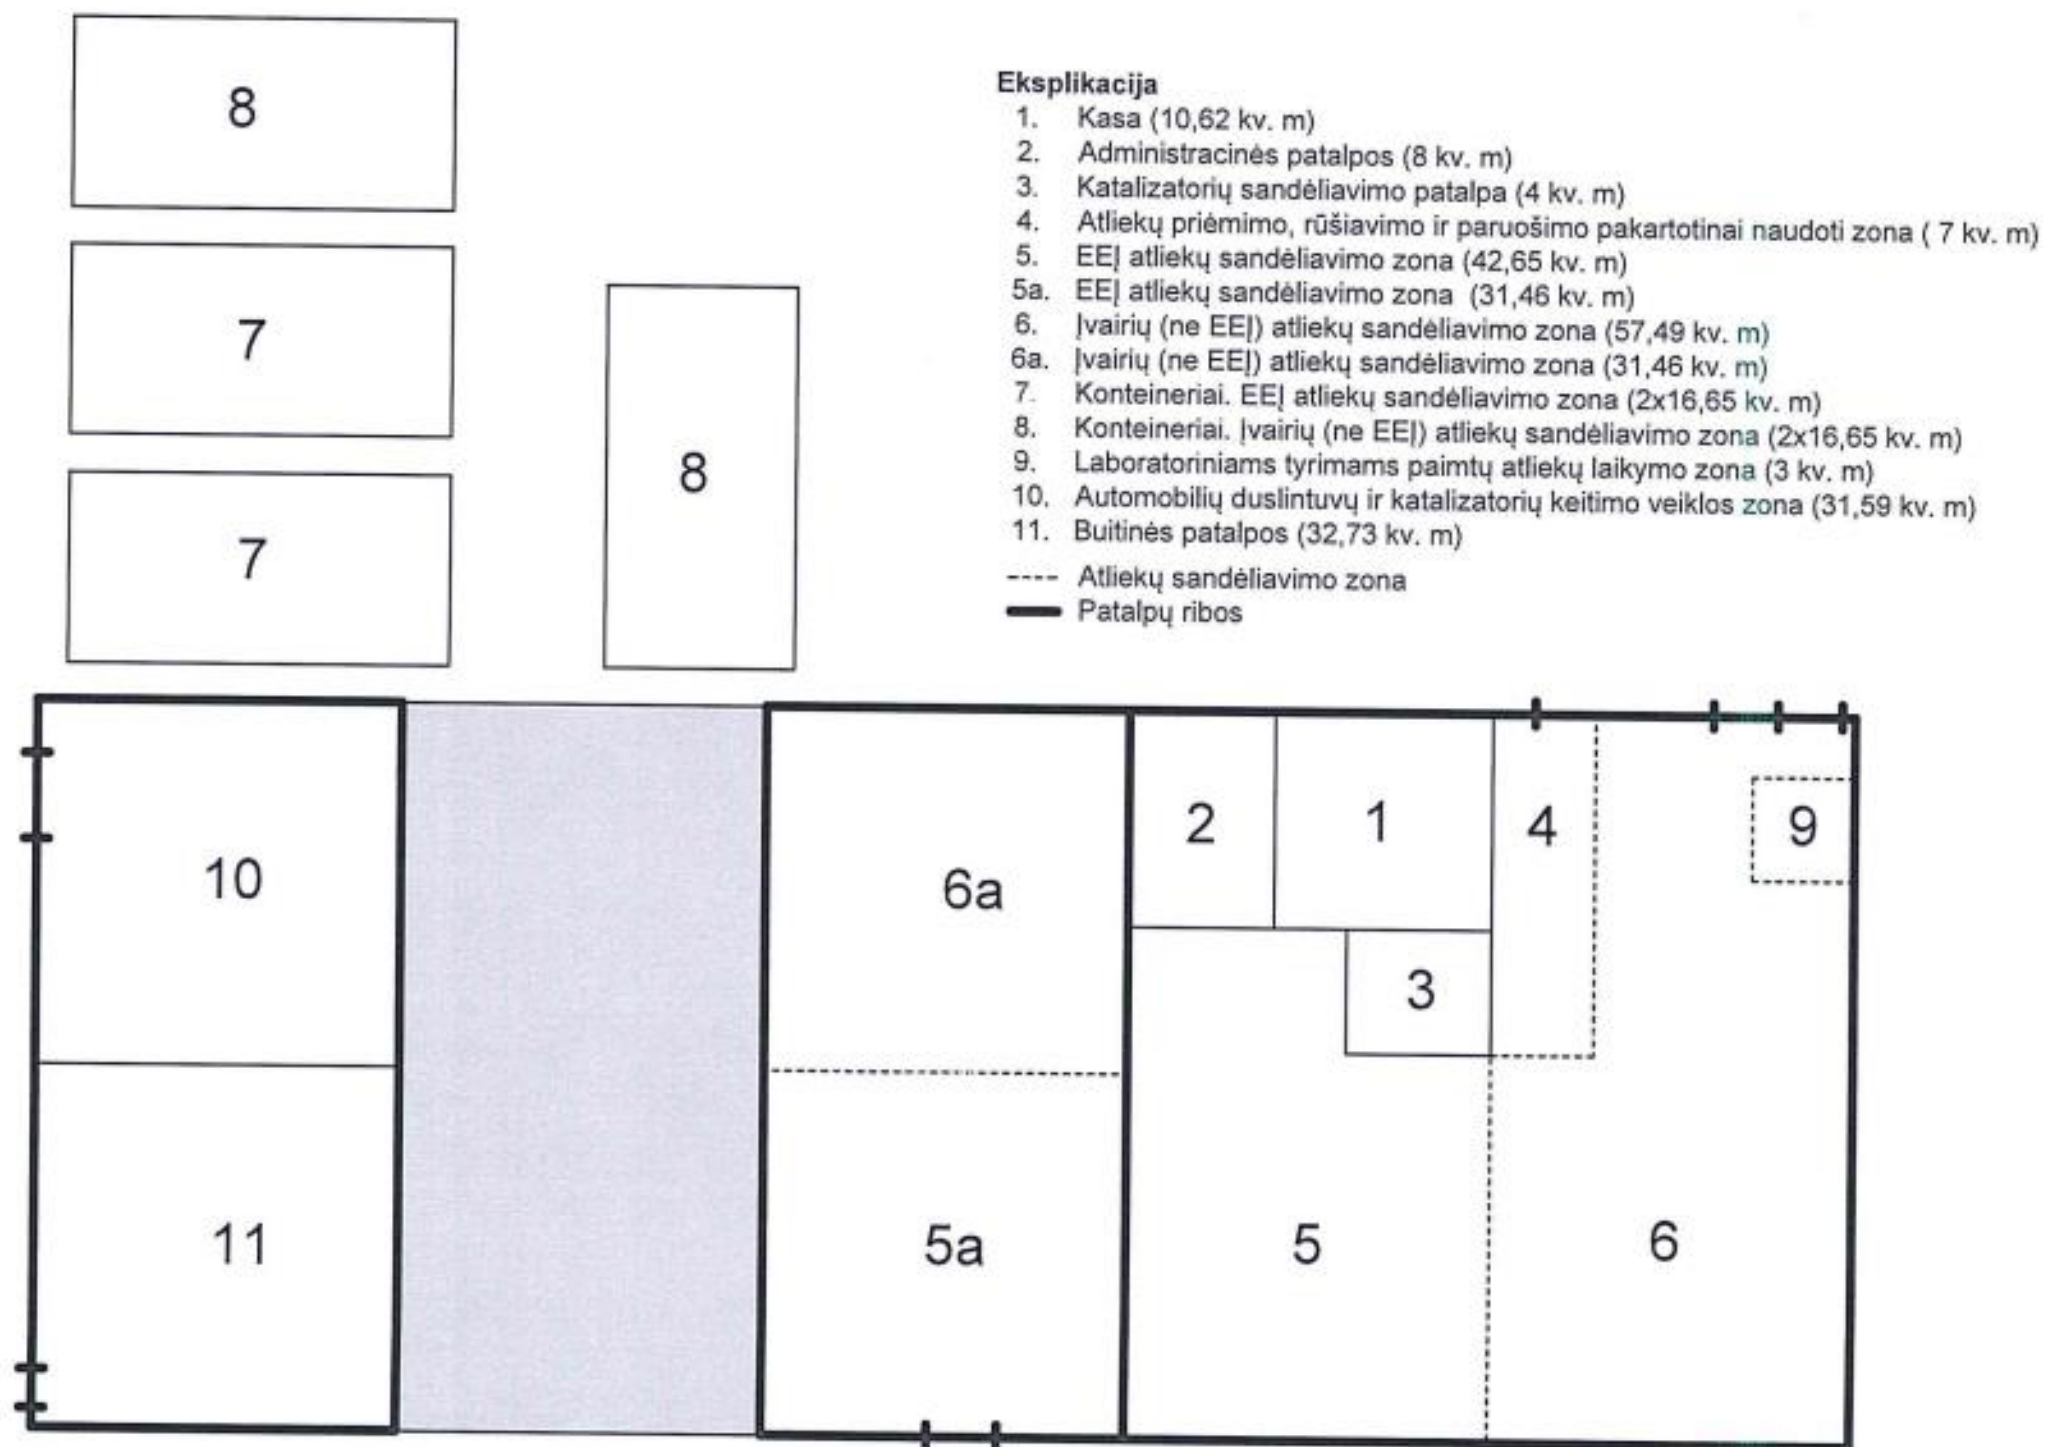 Eksplikacija
1. Kasa (10,62 kv. m)
2. Administracinės patalpos (8 kv. m)
3. Katalizatorių sandėliavimo patalpa (4 kv. m)
4. Atliekų priėmimo, rūšiavimo ir paruošimo pakartotinai naudoti zona ( 7 kv. m)
5. EEĮ atliekų sandėliavimo zona (42,65 kv. m)
5a. EEĮ atliekų sandėliavimo zona (31,46 kv. m)
6. Įvairių (ne EEĮ) atliekų sandėliavimo zona (57,49 kv. m)
6a. Įvairių (ne EEĮ) atliekų sandėliavimo zona (31,46 kv. m)
7. Konteineriai. EEĮ atliekų sandėliavimo zona (2x16,65 kv. m)
8. Konteineriai. Įvairių (ne EEĮ) atliekų sandėliavimo zona (2x16,65 kv. m)
9. Laboratoriniams tyrimams paimtų atliekų laikymo zona (3 kv. m)
10. Automobilių duslintuvų ir katalizatorių keitimo veiklos zona (31,59 kv. m)
11. Buitinės patalpos (32,73 kv. m)
Atliekų sandėliavimo zona
Patalpų ribos
8
7
7
8
10
11
6a
5a
2
1
4
9
3
5
6